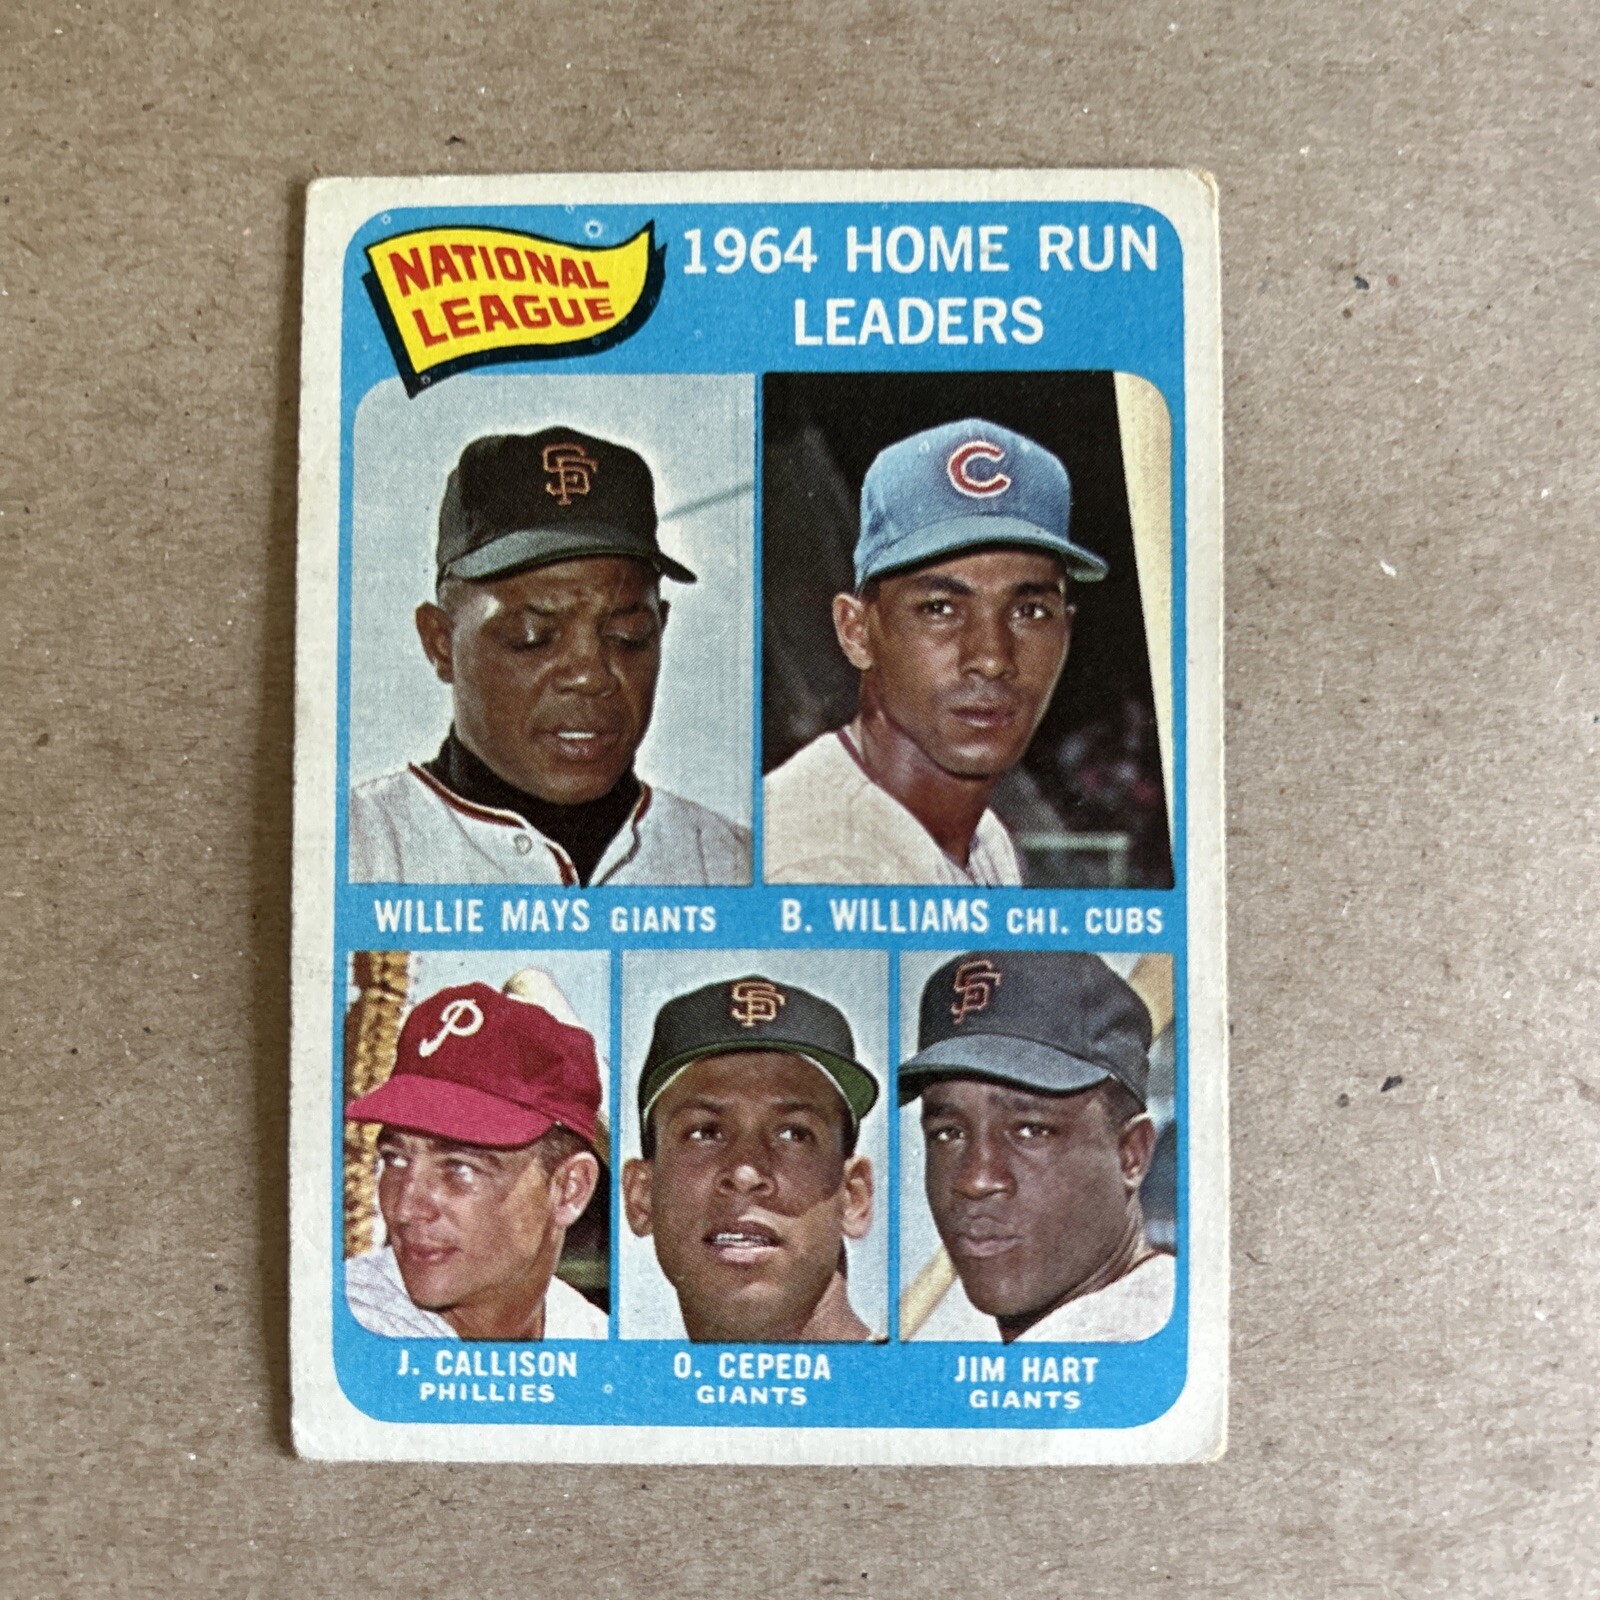 NATIONAL
LEAGUE
1964 HOME RUN
LEADERS
SF
C
WILLIE MAYS GIANTS
B. WILLIAMS CHI. CUBS
P
SF
SF
J. CALLISON
PHILLIES
O. CEPEDA
GIANTS
JIM HART
GIANTS